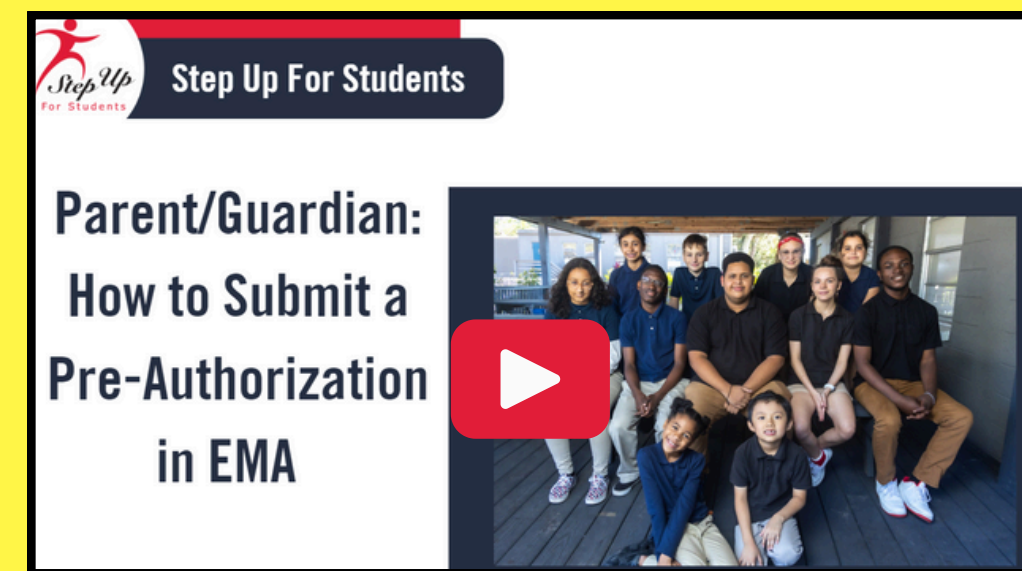 Step Up
For Students
Step Up For Students
Parent/Guardian:
How to Submit a
Pre-Authorization
in EMA